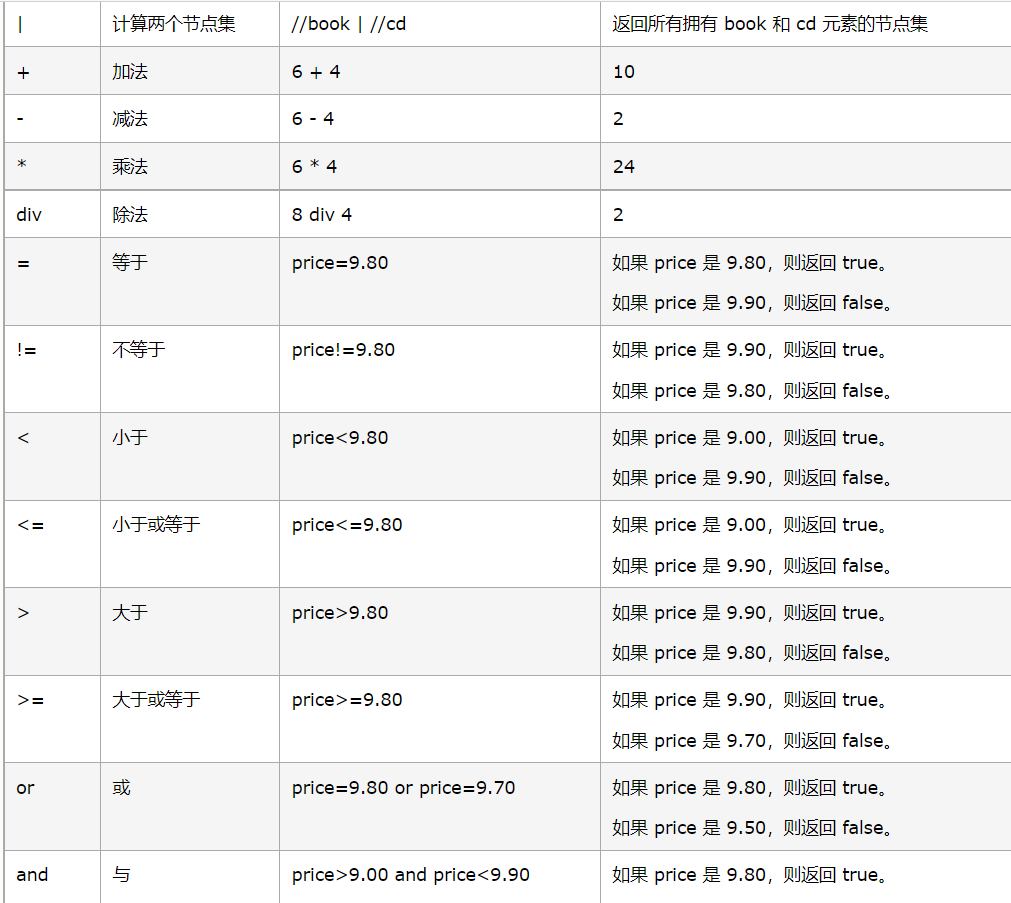 | 计算两个节点集 //book | //cd 返回所有拥有 book 和 cd 元素的节点集
+ 加法 6 + 4 10
- 减法 6 - 4 2
* 乘法 6 * 4 24
div 除法 8 div 4 2
= 等于 price=9.80 如果 price 是 9.80，则返回 true。
如果 price 是 9.90，则返回 false。
!= 不等于 price!=9.80 如果 price 是 9.90，则返回 true。
如果 price 是 9.80，则返回 false。
< 小于 price<9.80 如果 price 是 9.00，则返回 true。
如果 price 是 9.90，则返回 false。
<= 小于或等于 price<=9.80 如果 price 是 9.00，则返回 true。
如果 price 是 9.90，则返回 false。
> 大于 price>9.80 如果 price 是 9.90，则返回 true。
如果 price 是 9.80，则返回 false。
>= 大于或等于 price>=9.80 如果 price 是 9.90，则返回 true。
如果 price 是 9.70，则返回 false。
or 或 price=9.80 or price=9.70 如果 price 是 9.80，则返回 true。
如果 price 是 9.50，则返回 false。
and 与 price>9.00 and price<9.90 如果 price 是 9.80，则返回 true。